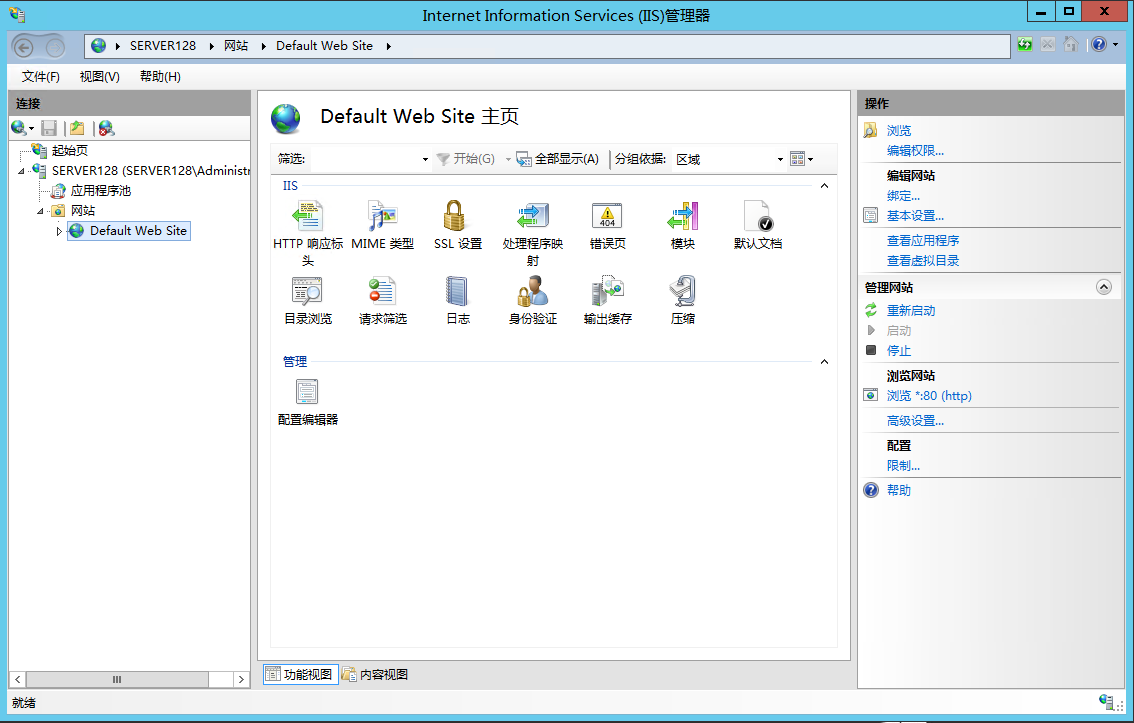 Internet Information Services (IIS)管理器
SERVER128 网站 Default Web Site
文件(F) 视图(V) 帮助(H)
连接
起始页
SERVER128 (SERVER128\Administr
应用程序池
网站
Default Web Site
Default Web Site 主页
筛选: 开始(G) 全部显示(A) 分组依据: 区域
IIS
HTTP 响应标头
MIME 类型
SSL 设置
处理程序映射
错误页
模块
默认文档
目录浏览
请求筛选
日志
身份验证
输出缓存
压缩
管理
配置编辑器
功能视图 内容视图
操作
浏览
编辑权限...
编辑网站
绑定...
基本设置...
查看应用程序
查看虚拟目录
管理网站
重新启动
启动
停止
浏览网站
浏览 *:80 (http)
高级设置...
配置
限制...
帮助
就绪